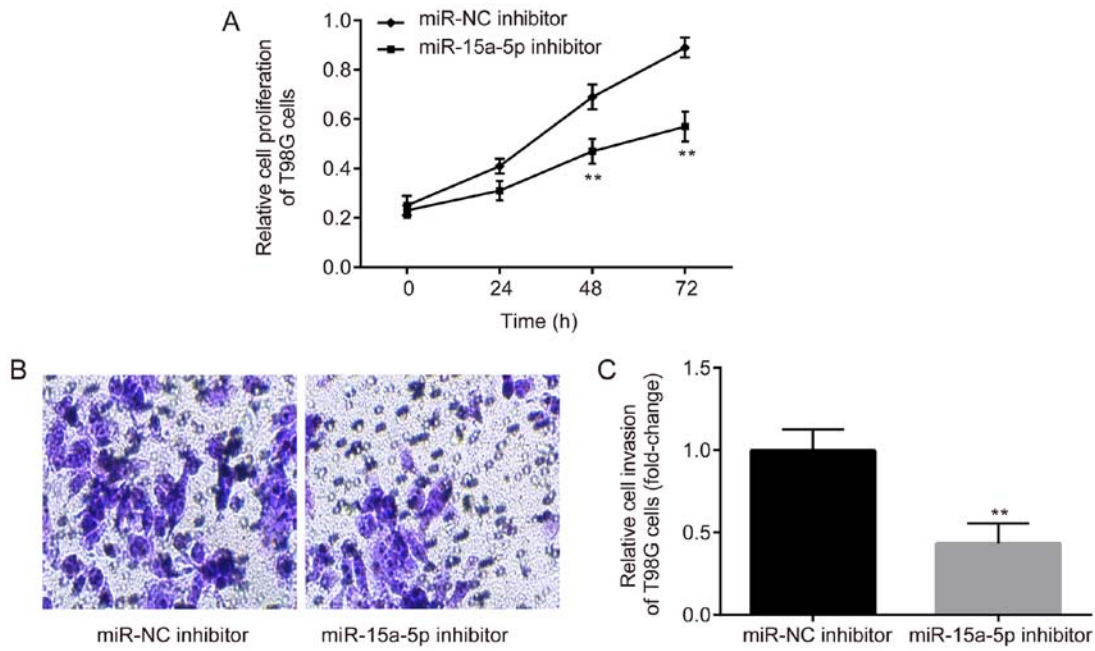 A
miR-NC inhibitor
miR-15a-5p inhibitor
Relative cell proliferation
of T98G cells
1.0
0.8
0.6
0.4
0.2
0.0
**
**
0 24 48 72
Time (h)
B
miR-NC inhibitor miR-15a-5p inhibitor
C
Relative cell invasion
of T98G cells (fold-change)
1.5
1.0
0.5
0.0
**
miR-NC inhibitor miR-15a-5p inhibitor